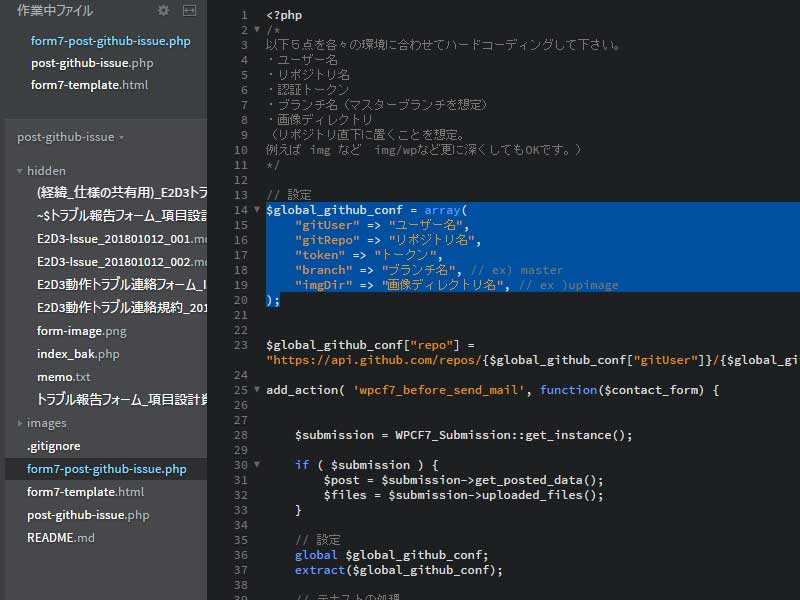 作業中ファイル
form7-post-github-issue.php
post-github-issue.php
form7-template.html
post-github-issue
hidden
(経緯_仕様の共有用)_E2D3トラ
~$トラブル報告フォーム_項目設
E2D3-Issue_201801012_001.md
E2D3-Issue_201801012_002.md
E2D3動作トラブル連絡フォーム_I
E2D3動作トラブル連絡規約_201
form-image.png
index_bak.php
memo.txt
トラブル報告フォーム_項目設計
images
.gitignore
form7-post-github-issue.php
form7-template.html
post-github-issue.php
README.md
1 <?php
2 /*
3 以下５点を各々の環境に合わせてハードコーディングして下さい。
4 ・ユーザー名
5 ・リポジトリ名
6 ・認証トークン
7 ・ブランチ名（マスターブランチを想定）
8 ・画像ディレクトリ
9 （リポジトリ直下に置くことを想定。
10 例えば img など　img/wpなど更に深くしてもOKです。）
11 */
12
13 // 設定
14 $global_github_conf = array(
15 "gitUser" => "ユーザー名",
16 "gitRepo" => "リポジトリ名",
17 "token" => "トークン",
18 "branch" => "ブランチ名", // ex) master
19 "imgDir" => "画像ディレクトリ名", // ex )upimage
20 );
21
22
23 $global_github_conf["repo"] =
"https://api.github.com/repos/{$global_github_conf["gitUser"]}/{$global_git
24
25 add_action( 'wpcf7_before_send_mail', function($contact_form) {
26
27
28 $submission = WPCF7_Submission::get_instance();
29
30 if ( $submission ) {
31 $post = $submission->get_posted_data();
32 $files = $submission->uploaded_files();
33 }
34
35 // 設定
36 global $global_github_conf;
37 extract($global_github_conf);
38
39 // テキストの処理